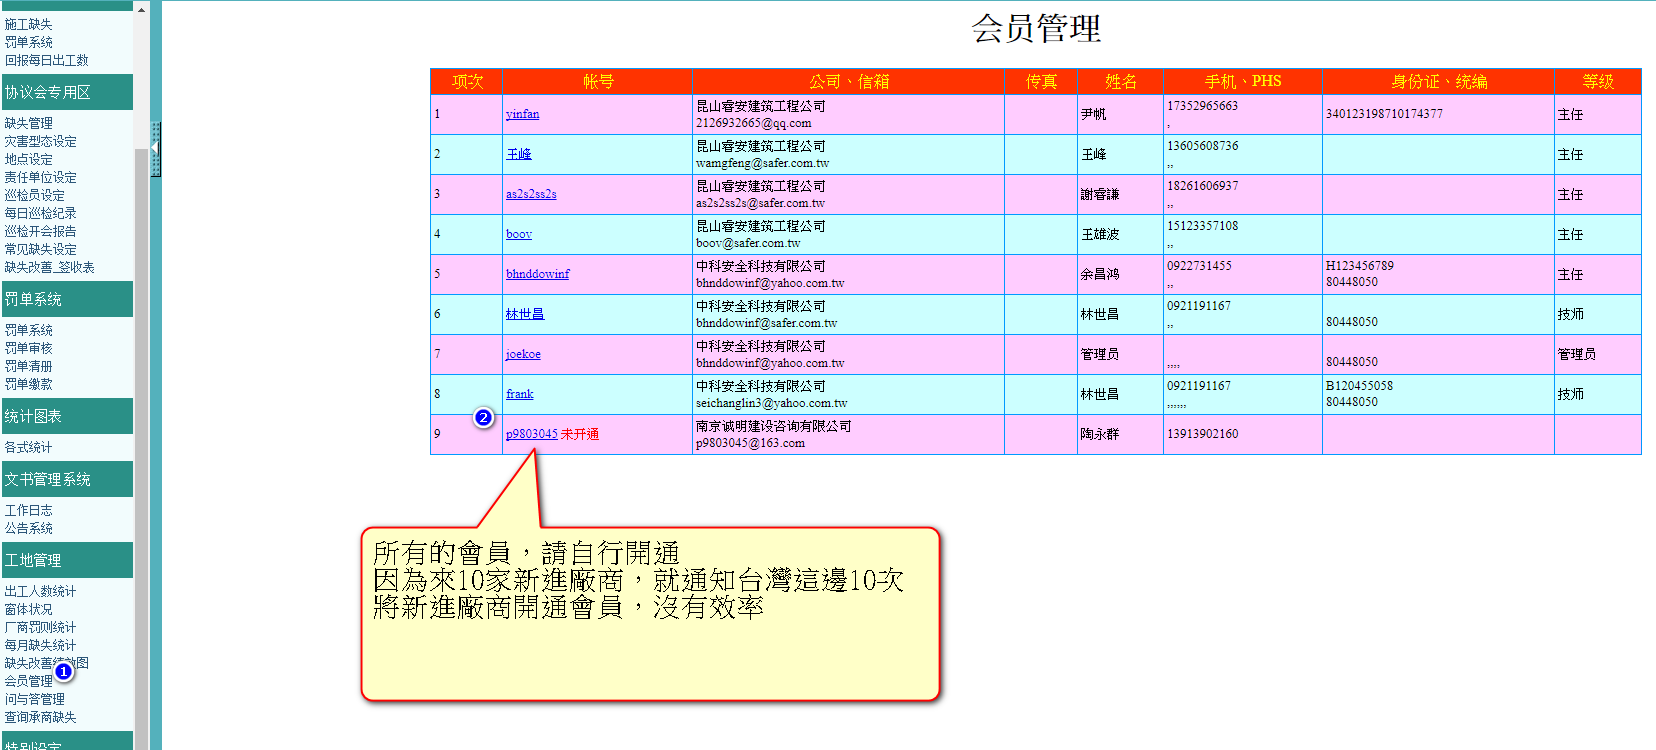 施工缺失
罚单系统
回报每日出工数
协议会专用区
缺失管理
灾害型态设定
地点设定
责任单位设定
巡检员设定
每日巡检纪录
巡检开会报告
常见缺失设定
缺失改善_签收表
罚单系统
罚单系统
罚单审核
罚单清册
罚单缴款
统计图表
各式统计
文书管理系统
工作日志
公告系统
工地管理
出工人数统计
窗体状况
厂商罚则统计
每月缺失统计
缺失改善 图
会员管理
1
问与答管理
查询承商缺失
特别设定
会员管理
项次 帐号 公司、信箱 传真 姓名 手机、PHS 身份证、统编 等级
1 yinfan 昆山睿安建筑工程公司 尹帆 17352965663 340123198710174377 主任
2126932665@qq.com ,
2 王峰 昆山睿安建筑工程公司 王峰 13605608736 主任
wamgfeng@safer.com.tw ,,
3 as2s2ss2s 昆山睿安建筑工程公司 謝睿謙 18261606937 主任
as2s2ss2s@safer.com.tw ,,
4 boov 昆山睿安建筑工程公司 王雄波 15123357108 主任
boov@safer.com.tw ,,
5 bhnddowinf 中科安全科技有限公司 余昌鸿 0922731455 H123456789 主任
bhnddowinf@yahoo.com.tw ,, 80448050
6 林世昌 中科安全科技有限公司 林世昌 0921191167 技师
bhnddowinf@safer.com.tw ,, 80448050
7 joekoe 中科安全科技有限公司 管理员 管理员
bhnddowinf@yahoo.com.tw ,,,, 80448050
8 frank 中科安全科技有限公司 林世昌 0921191167 B120455058 技师
seichanglin3@yahoo.com.tw ,,,,,, 80448050
2
9 p9803045 未开通 南京诚明建设咨询有限公司 陶永群 13913902160
p9803045@163.com
所有的會員，請自行開通
因為來10家新進廠商，就通知台灣這邊10次
將新進廠商開通會員，沒有效率